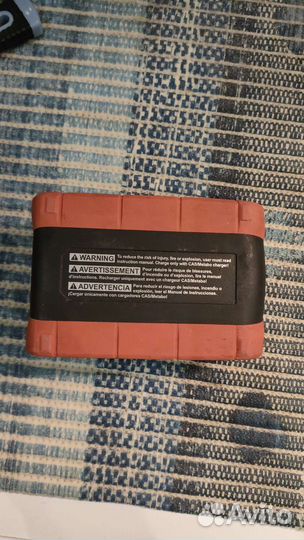 WARNING To reduce the risk of injury, fire or explosion, user must read
instruction manual. Charge only with CAS/Metabo charger!
AVERTISSEMENT Pour réduire le risque de blessures,
d'incendie ou d'explosion, lire le manuel
d'instructions. Recharger uniquement avec un chargeur CAS/Metabo!
ADVERTENCIA Para reducir el riesgo de lesiones, incendio o
explosión, leer el Manual de Instrucciones.
¡Cargar únicamente con cargadores CAS/Metabo!
Avito